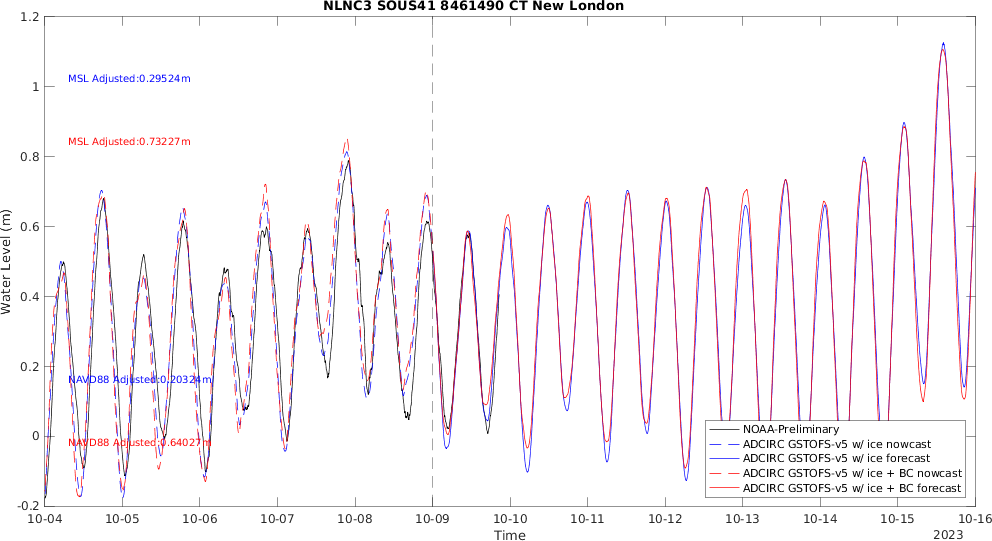 NLNC3 SOUS41 8461490 CT New London
1.2
1
0.8
0.6
0.4
0.2
0
-0.2
Water Level (m)
MSL Adjusted:0.29524m
MSL Adjusted:0.73227m
NAVD88 Adjusted:0.20324m
NAVD88 Adjusted:0.64027m
NOAA-Preliminary
ADCIRC GSTOFS-v5 w/ ice nowcast
ADCIRC GSTOFS-v5 w/ ice forecast
ADCIRC GSTOFS-v5 w/ ice + BC nowcast
ADCIRC GSTOFS-v5 w/ ice + BC forecast
10-04 10-05 10-06 10-07 10-08 10-09 10-10 10-11 10-12 10-13 10-14 10-15 10-16
Time
2023